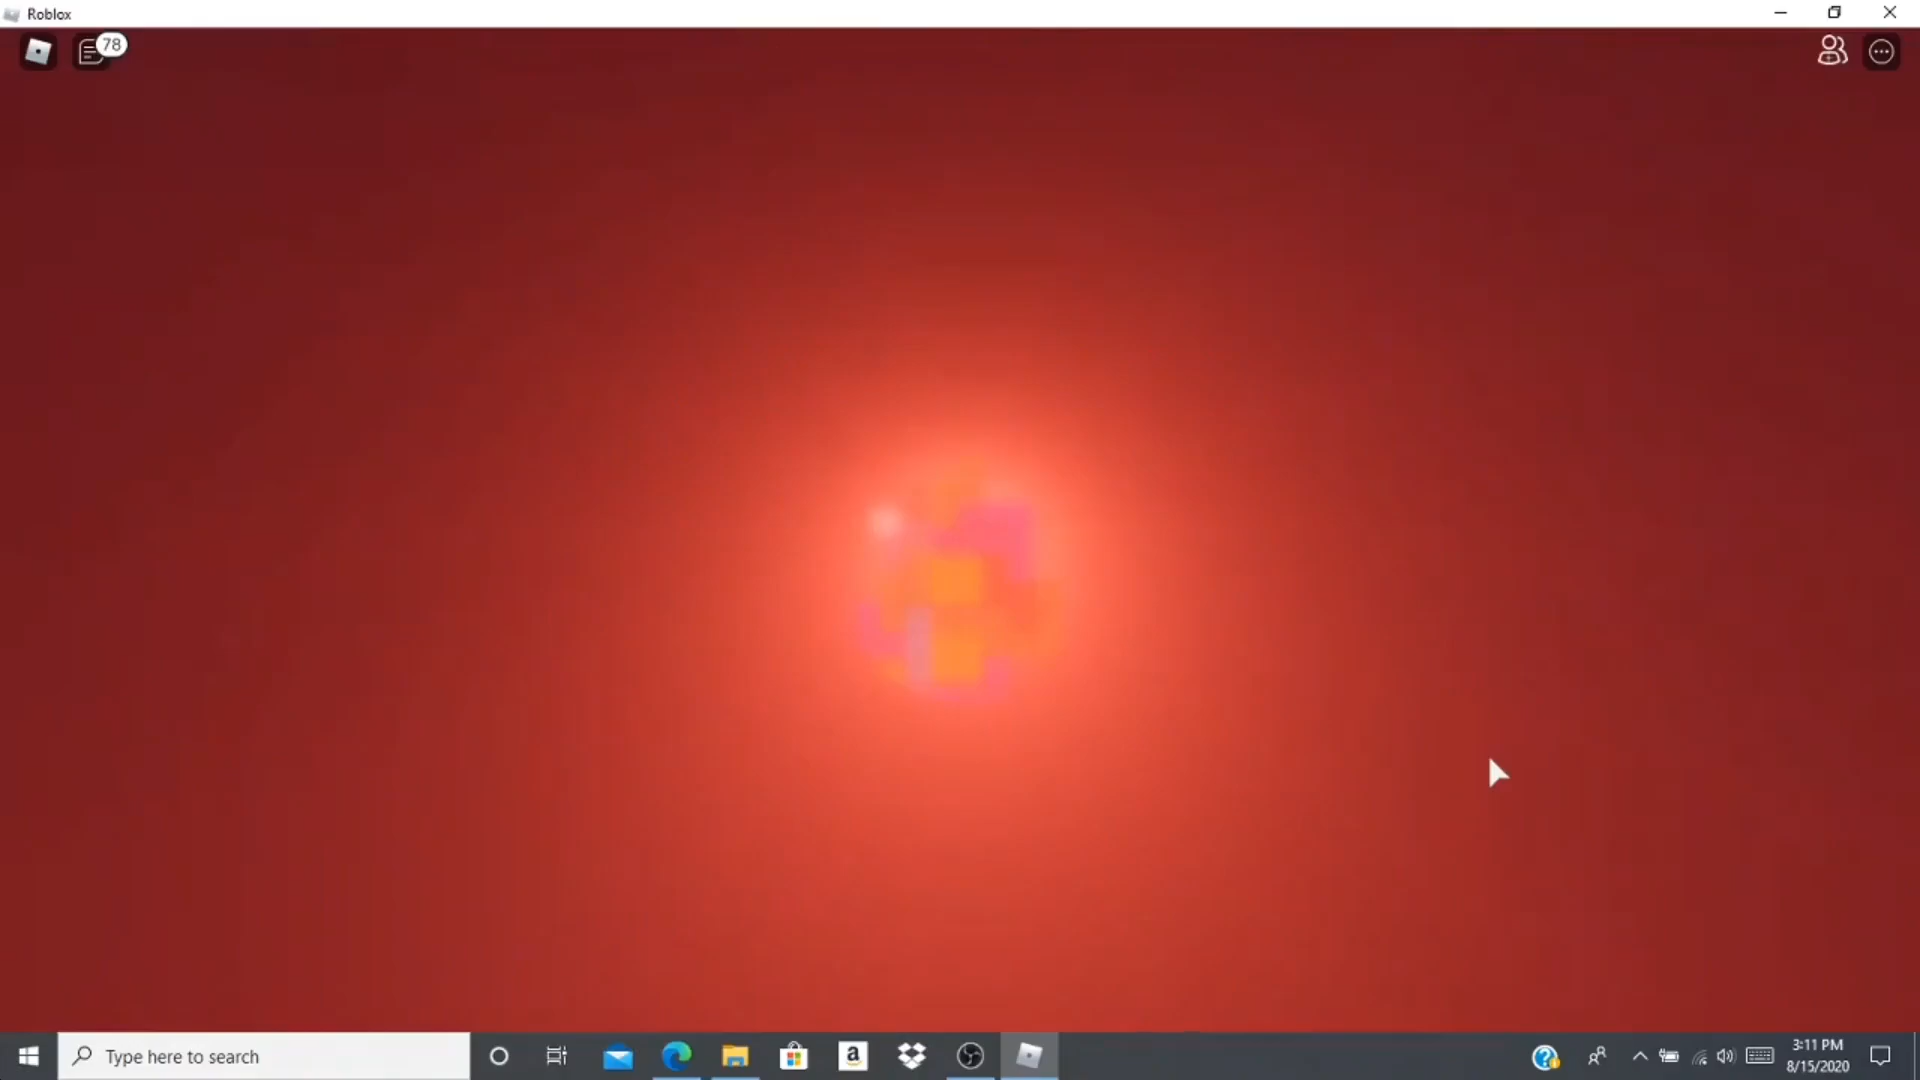 Roblox
78
Type here to search
a
3:11 PM
8/15/2020